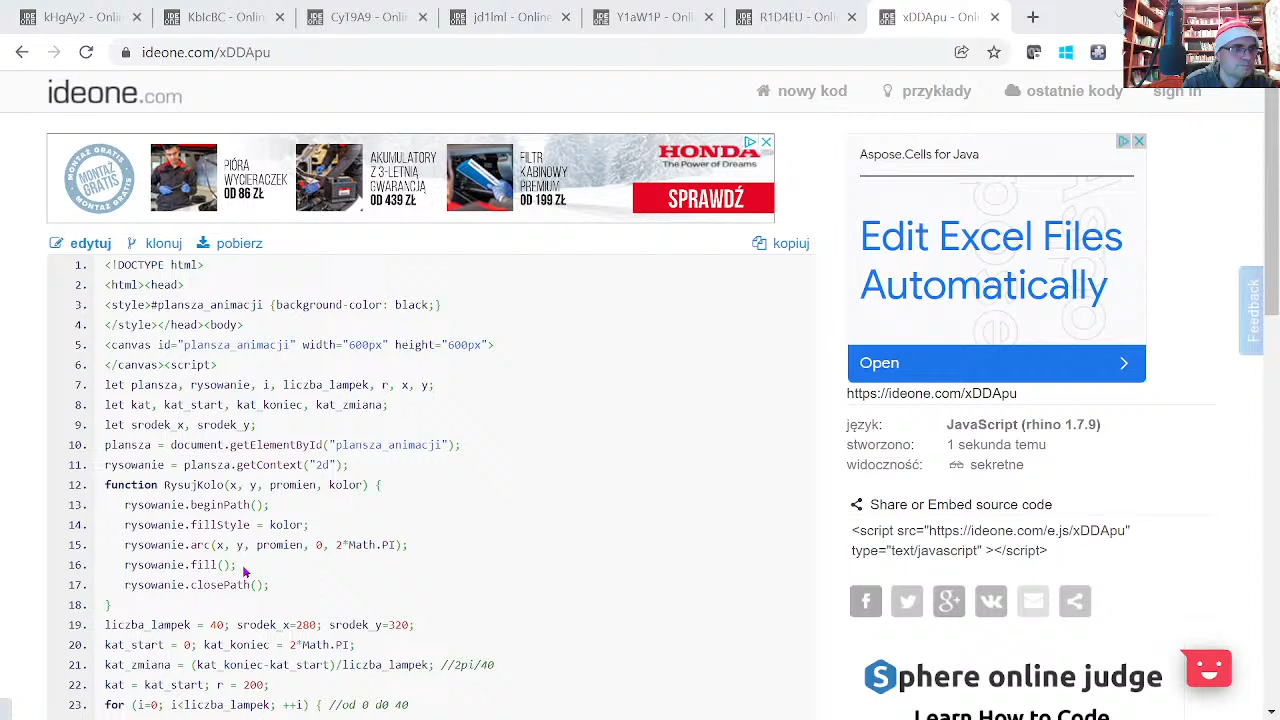 kHgAy2 - Onlin
KblcBC - Online
CyT9A9 - Online
jd1lmI - Online
Y1aW1P - Onlin
R1D4EU - Onlin
xDDApu - Onlin
ideone.com/xDDApu
ideone.com
nowy kod
przykłady
ostatnie kody
sign in
MONTAŻ GRATIS
PIÓRA
WYCIERACZEK
OD 86 ZŁ
AKUMULATORY
Z 3-LETNIĄ
GWARANCJĄ
OD 439 ZŁ
FILTR
KABINOWY
PREMIUM
OD 199 ZŁ
HONDA
The Power of Dreams
SPRAWDŹ
edytuj klonuj pobierz
kopiuj
1. <!DOCTYPE html>
2. <html><head>
3. <style>#plansza_animacji {background-color: black;}
4. </style></head><body>
5. <canvas id="plansza_animacji" width="600px" height="600px">
6. </canvas><script>
7. let plansza, rysowanie, i, liczba_lampek, r, x, y;
8. let kat, kat_start, kat_koniec, kat_zmiana;
9. let srodek_x, srodek_y;
10. plansza = document.getElementById("plansza_animacji");
11. rysowanie = plansza.getContext("2d");
12. function RysujKolo(x, y, promien, kolor) {
13. rysowanie.beginPath();
14. rysowanie.fillStyle = kolor;
15. rysowanie.arc(x, y, promien, 0, 2*Math.PI);
16. rysowanie.fill();
17. rysowanie.closePath();
18. }
19. liczba_lampek = 40; srodek_x=280; srodek_y=320;
20. kat_start = 0; kat_koniec = 2*Math.PI;
21. kat_zmiana = (kat_koniec-kat_start)/liczba_lampek; //2pi/40
22. kat = kat_start; r = 200;
23. for (i=0; i<liczba_lampek; ++i) { //od 0 do 39
Aspose.Cells for Java
Edit Excel Files
Automatically
Open
https://ideone.com/xDDApu
język: JavaScript (rhino 1.7.9)
stworzono: 1 sekunda temu
widoczność: sekretne
Share or Embed source code
<script src="https://ideone.com/e.js/xDDApu"
type="text/javascript" ></script>
Sphere online judge
Learn How to Code
Feedback